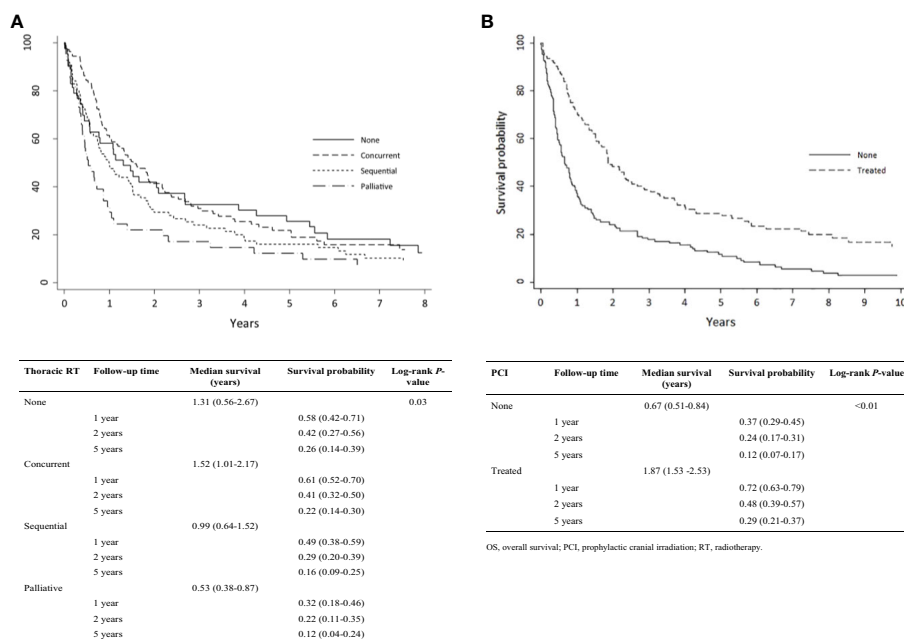 A
100
80
60
40
20
0
None
Concurrent
Sequential
Palliative
0 1 2 3 4 5 6 7 8
Years
Thoracic RT Follow-up time Median survival (years) Survival probability Log-rank P-value
None 1.31 (0.56-2.67) 0.03
1 year 0.58 (0.42-0.71)
2 years 0.42 (0.27-0.56)
5 years 0.26 (0.14-0.39)
Concurrent 1.52 (1.01-2.17)
1 year 0.61 (0.52-0.70)
2 years 0.41 (0.32-0.50)
5 years 0.22 (0.14-0.30)
Sequential 0.99 (0.64-1.52)
1 year 0.49 (0.38-0.59)
2 years 0.29 (0.20-0.39)
5 years 0.16 (0.09-0.25)
Palliative 0.53 (0.38-0.87)
1 year 0.32 (0.18-0.46)
2 years 0.22 (0.11-0.35)
5 years 0.12 (0.04-0.24)
B
Survival probability
100
80
60
40
20
0
None
Treated
0 1 2 3 4 5 6 7 8 9 10
Years
PCI Follow-up time Median survival (years) Survival probability Log-rank P-value
None 0.67 (0.51-0.84) <0.01
1 year 0.37 (0.29-0.45)
2 years 0.24 (0.17-0.31)
5 years 0.12 (0.07-0.17)
Treated 1.87 (1.53 -2.53)
1 year 0.72 (0.63-0.79)
2 years 0.48 (0.39-0.57)
5 years 0.29 (0.21-0.37)
OS, overall survival; PCI, prophylactic cranial irradiation; RT, radiotherapy.